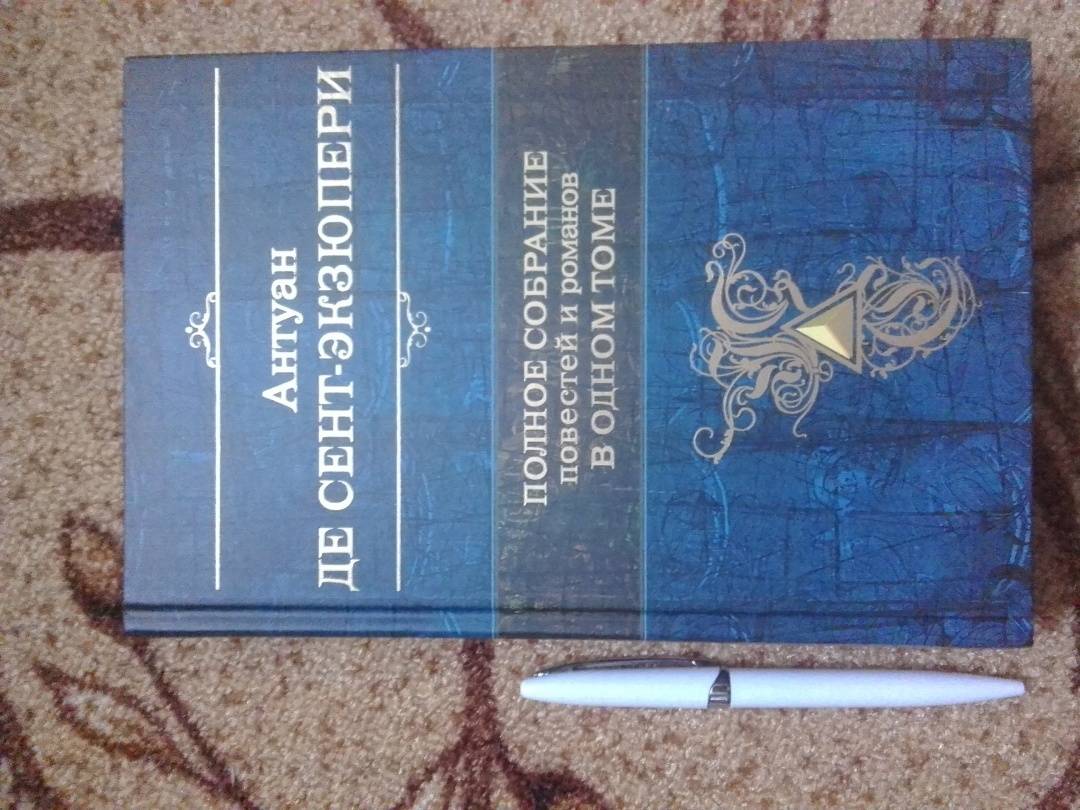 Антуан
ДЕ СЕНТ-ЭКЗЮПЕРИ
ПОЛНОЕ СОБРАНИЕ
повестей и романов
В ОДНОМ ТОМЕ